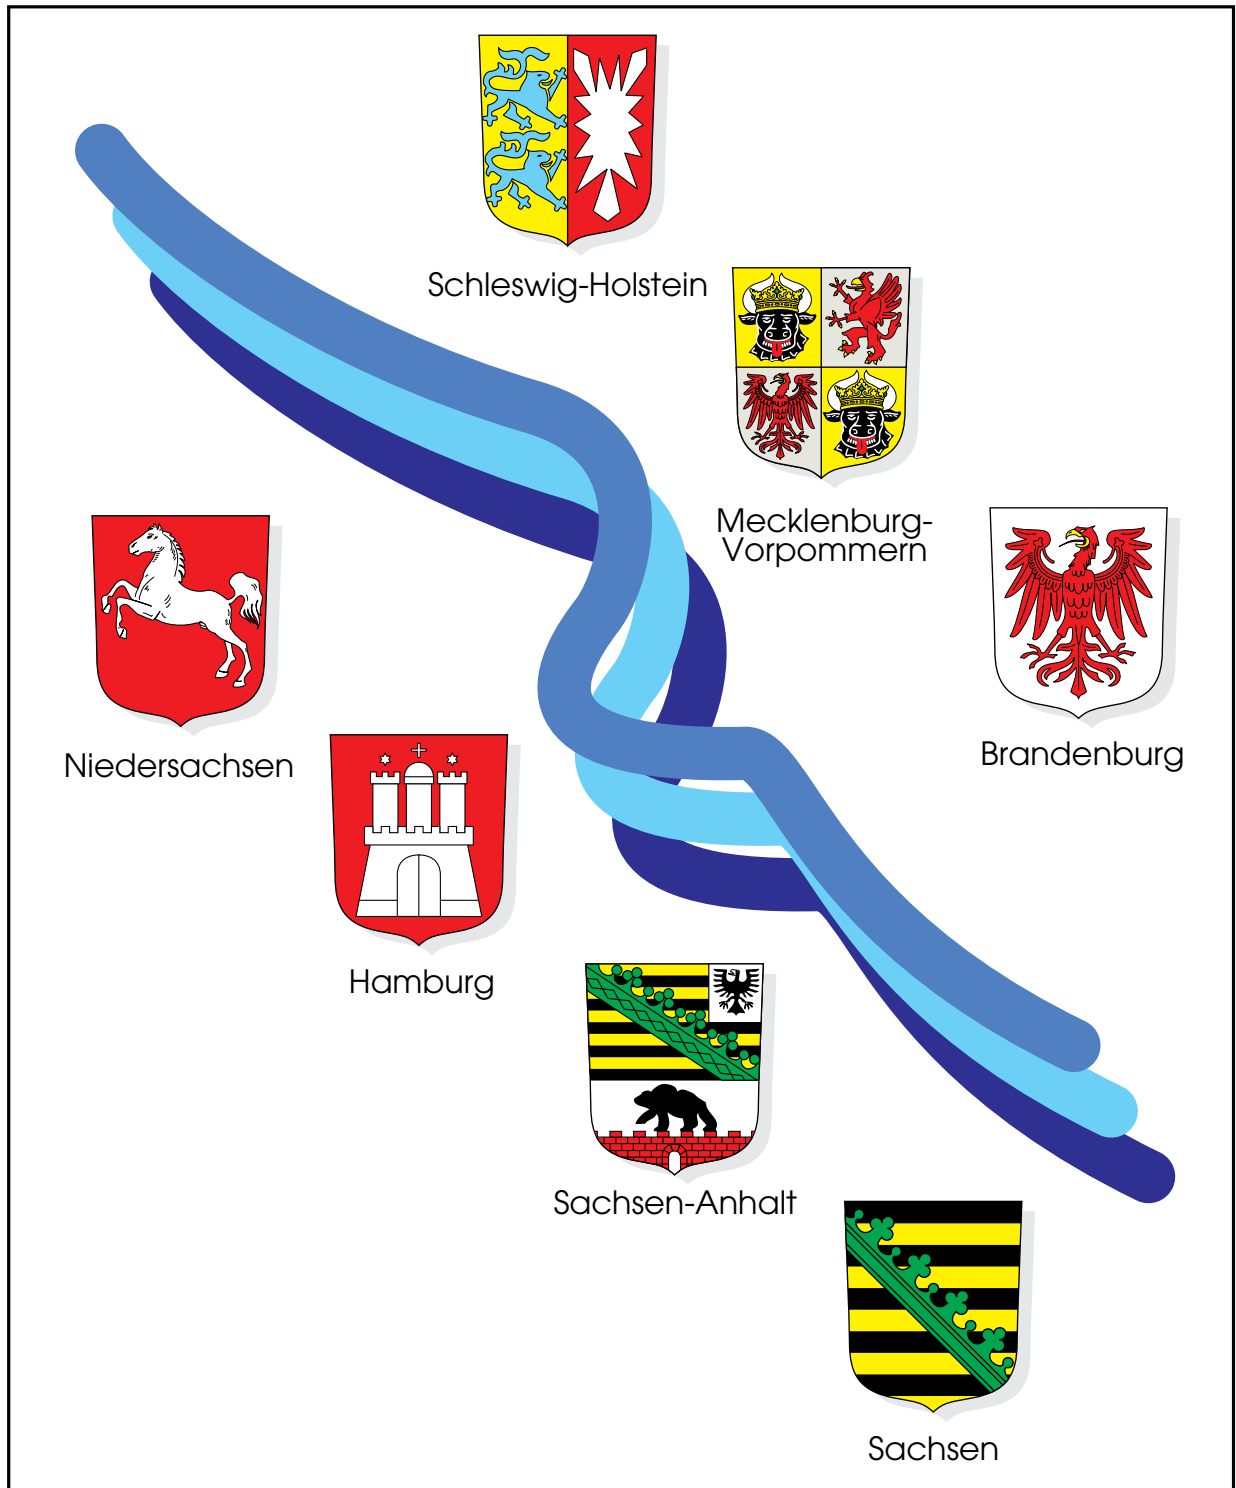 Schleswig-Holstein
Mecklenburg-
Vorpommern
Niedersachsen
Brandenburg
Hamburg
Sachsen-Anhalt
Sachsen